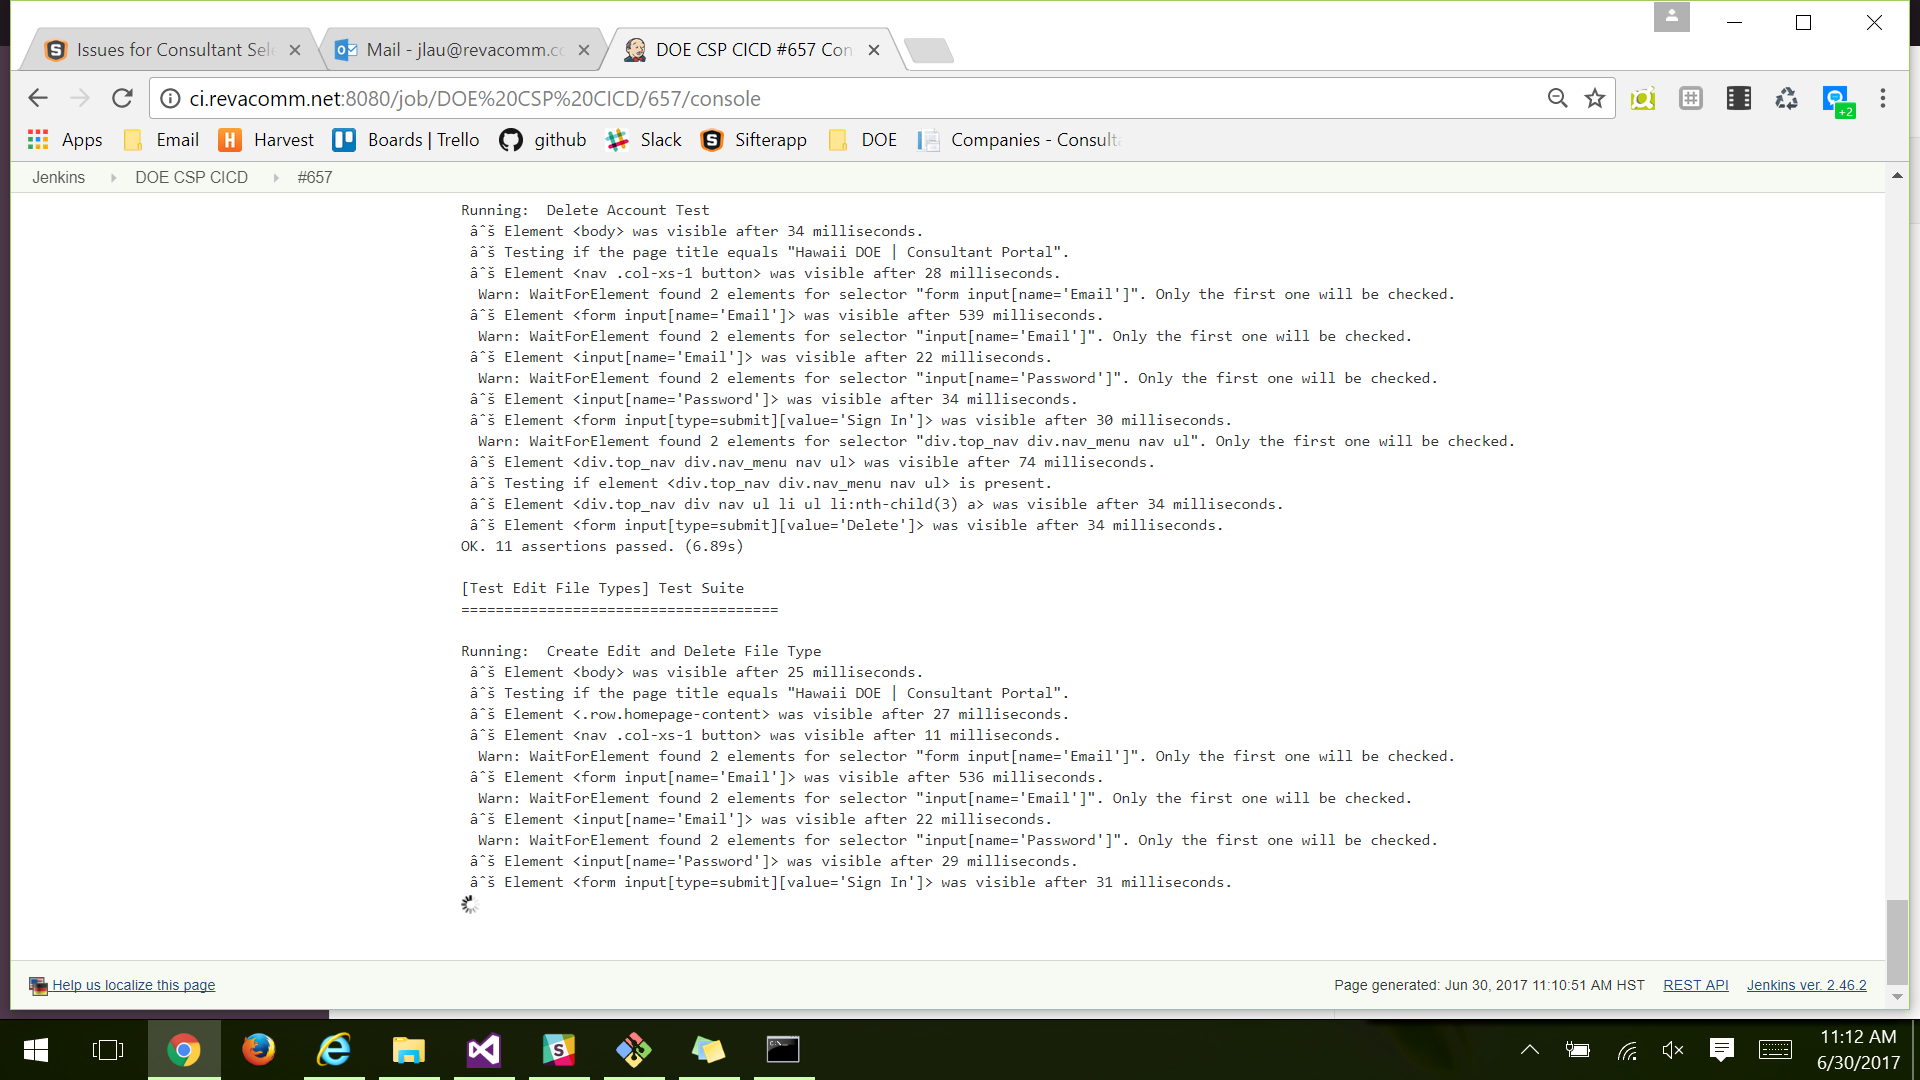 Issues for Consultant Sele
Mail - jlau@revacomm.co
DOE CSP CICD #657 Con
ci.revacomm.net:8080/job/DOE%20CSP%20CICD/657/console
+2
Apps Email Harvest Boards | Trello github Slack Sifterapp DOE Companies - Consulta
Jenkins DOE CSP CICD #657
Running:  Delete Account Test
âˆš Element <body> was visible after 34 milliseconds.
âˆš Testing if the page title equals "Hawaii DOE | Consultant Portal".
âˆš Element <nav .col-xs-1 button> was visible after 28 milliseconds.
Warn: WaitForElement found 2 elements for selector "form input[name='Email']". Only the first one will be checked.
âˆš Element <form input[name='Email']> was visible after 539 milliseconds.
Warn: WaitForElement found 2 elements for selector "input[name='Email']". Only the first one will be checked.
âˆš Element <input[name='Email']> was visible after 22 milliseconds.
Warn: WaitForElement found 2 elements for selector "input[name='Password']". Only the first one will be checked.
âˆš Element <input[name='Password']> was visible after 34 milliseconds.
âˆš Element <form input[type=submit][value='Sign In']> was visible after 30 milliseconds.
Warn: WaitForElement found 2 elements for selector "div.top_nav div.nav_menu nav ul". Only the first one will be checked.
âˆš Element <div.top_nav div.nav_menu nav ul> was visible after 74 milliseconds.
âˆš Testing if element <div.top_nav div.nav_menu nav ul> is present.
âˆš Element <div.top_nav div nav ul li ul li:nth-child(3) a> was visible after 34 milliseconds.
âˆš Element <form input[type=submit][value='Delete']> was visible after 34 milliseconds.
OK. 11 assertions passed. (6.89s)
[Test Edit File Types] Test Suite
=====================================
Running:  Create Edit and Delete File Type
âˆš Element <body> was visible after 25 milliseconds.
âˆš Testing if the page title equals "Hawaii DOE | Consultant Portal".
âˆš Element <.row.homepage-content> was visible after 27 milliseconds.
âˆš Element <nav .col-xs-1 button> was visible after 11 milliseconds.
Warn: WaitForElement found 2 elements for selector "form input[name='Email']". Only the first one will be checked.
âˆš Element <form input[name='Email']> was visible after 536 milliseconds.
Warn: WaitForElement found 2 elements for selector "input[name='Email']". Only the first one will be checked.
âˆš Element <input[name='Email']> was visible after 22 milliseconds.
Warn: WaitForElement found 2 elements for selector "input[name='Password']". Only the first one will be checked.
âˆš Element <input[name='Password']> was visible after 29 milliseconds.
âˆš Element <form input[type=submit][value='Sign In']> was visible after 31 milliseconds.
Help us localize this page
Page generated: Jun 30, 2017 11:10:51 AM HST REST API Jenkins ver. 2.46.2
11:12 AM
6/30/2017